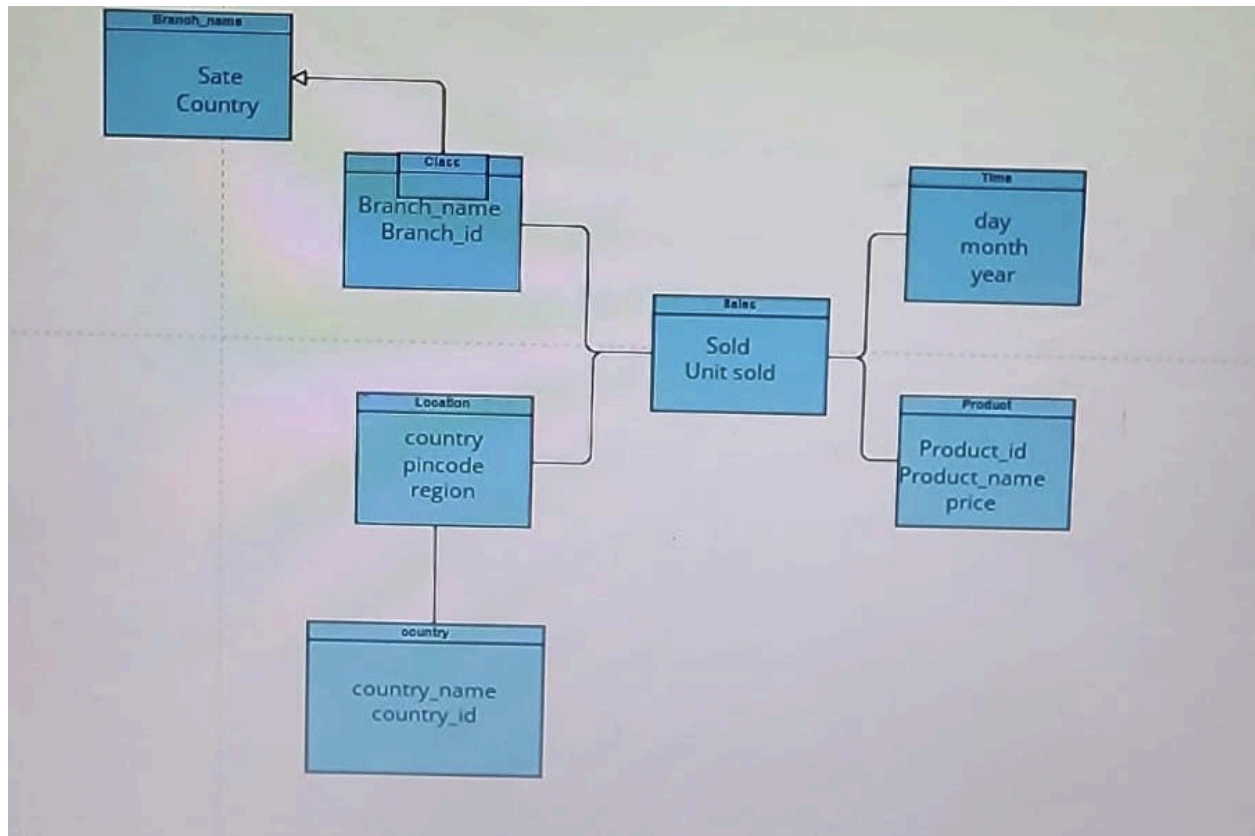 Branch_name
Sate
Country
Class
Branch_name
Branch_id
Time
day
month
year
Sales
Sold
Unit sold
Location
country
pincode
region
Product
Product_id
Product_name
price
country
country_name
country_id